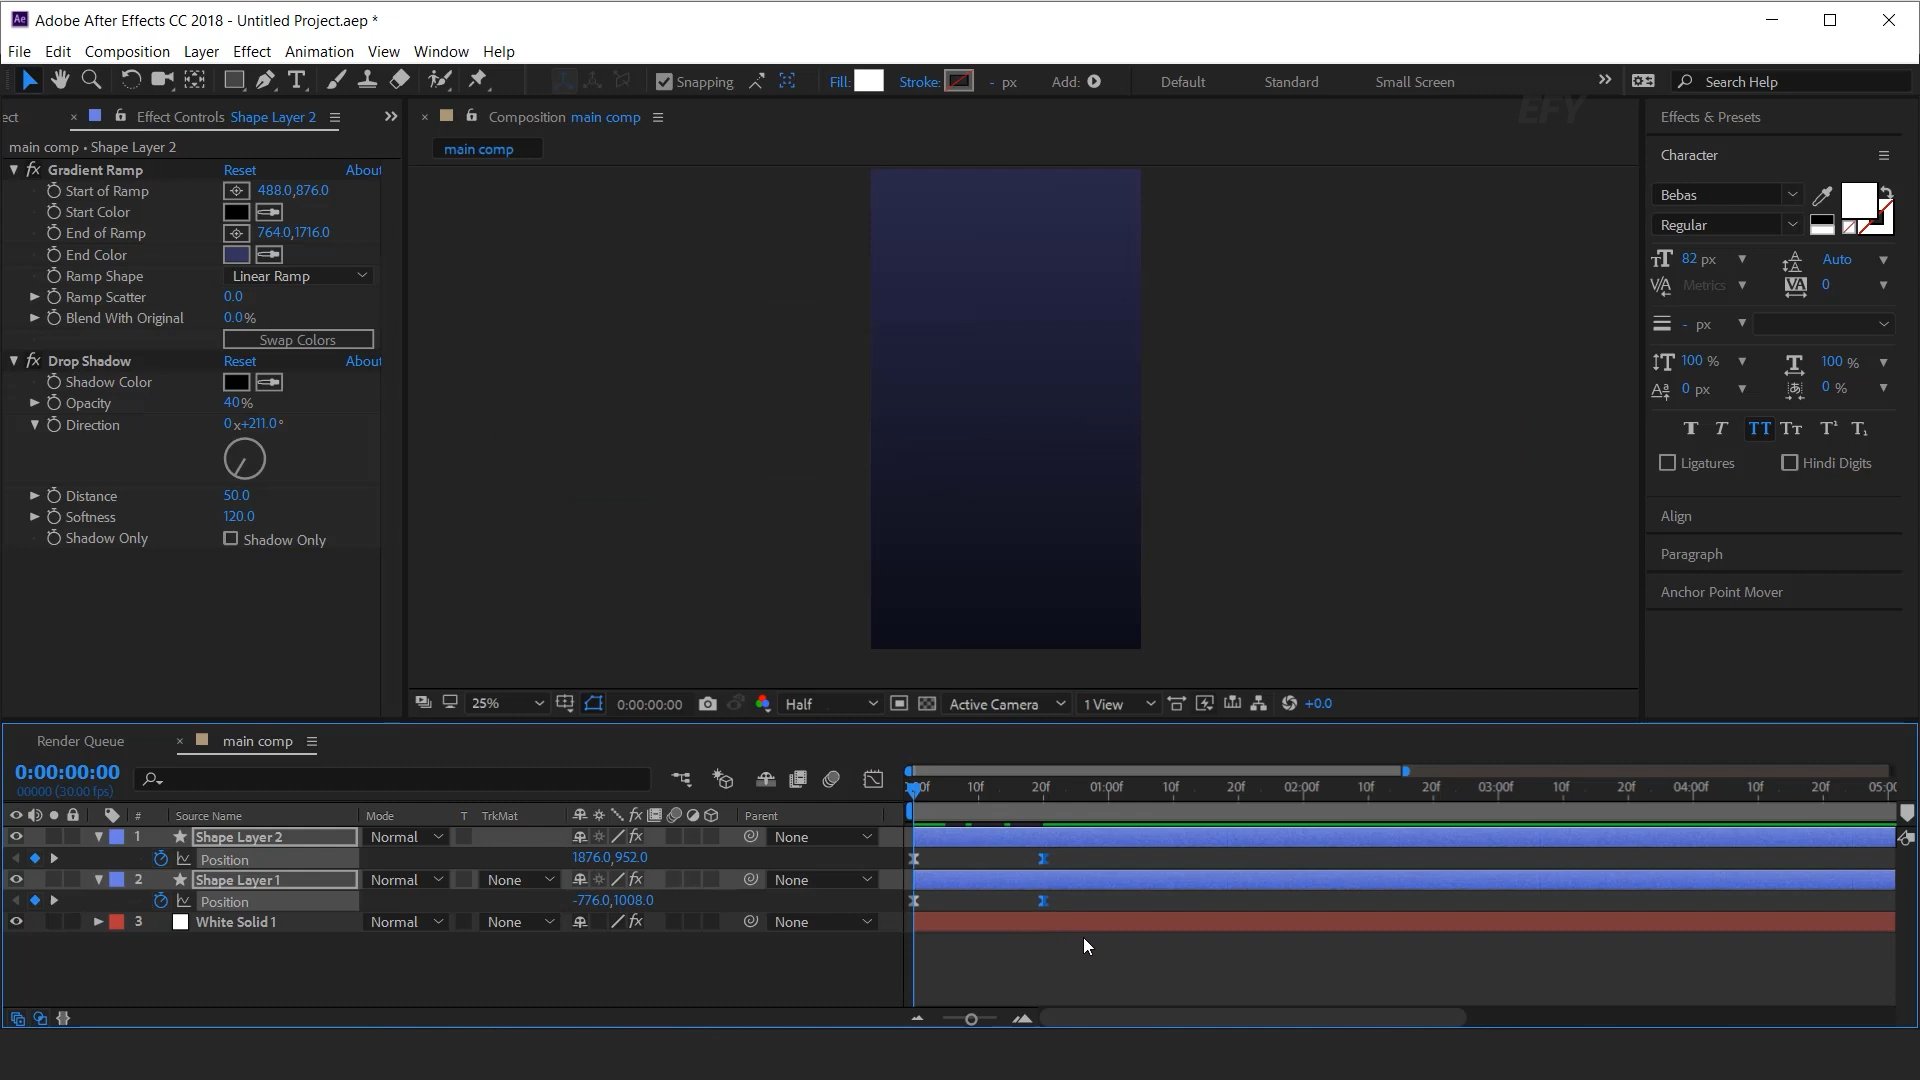 Adobe After Effects CC 2018 - Untitled Project.aep *
File Edit Composition Layer Effect Animation View Window Help
Snapping Fill: Stroke: - px Add: Default Standard Small Screen Search Help
EFY
ect × Effect Controls Shape Layer 2
main comp • Shape Layer 2
fx Gradient Ramp Reset About
Start of Ramp 488.0,876.0
Start Color
End of Ramp 764.0,1716.0
End Color
Ramp Shape Linear Ramp
Ramp Scatter 0.0
Blend With Original 0.0%
Swap Colors
fx Drop Shadow Reset About
Shadow Color
Opacity 40%
Direction 0x+211.0°
Distance 50.0
Softness 120.0
Shadow Only Shadow Only
× Composition main comp
main comp
25% 0:00:00:00 Half Active Camera 1 View +0.0
Effects & Presets
Character
Bebas
Regular
82 px Auto
Metrics 0
- px
100 % 100 %
0 px 0 %
Ligatures Hindi Digits
Align
Paragraph
Anchor Point Mover
Render Queue × main comp
0:00:00:00
00000 (30.00 fps)
10f 20f 01:00f 10f 20f 02:00f 10f 20f 03:00f 10f 20f 04:00f 10f 20f 05:00
# Source Name Mode T TrkMat Parent
1 Shape Layer 2 Normal None
Position 1876.0,952.0
2 Shape Layer 1 Normal None None
Position -776.0,1008.0
3 White Solid 1 Normal None None